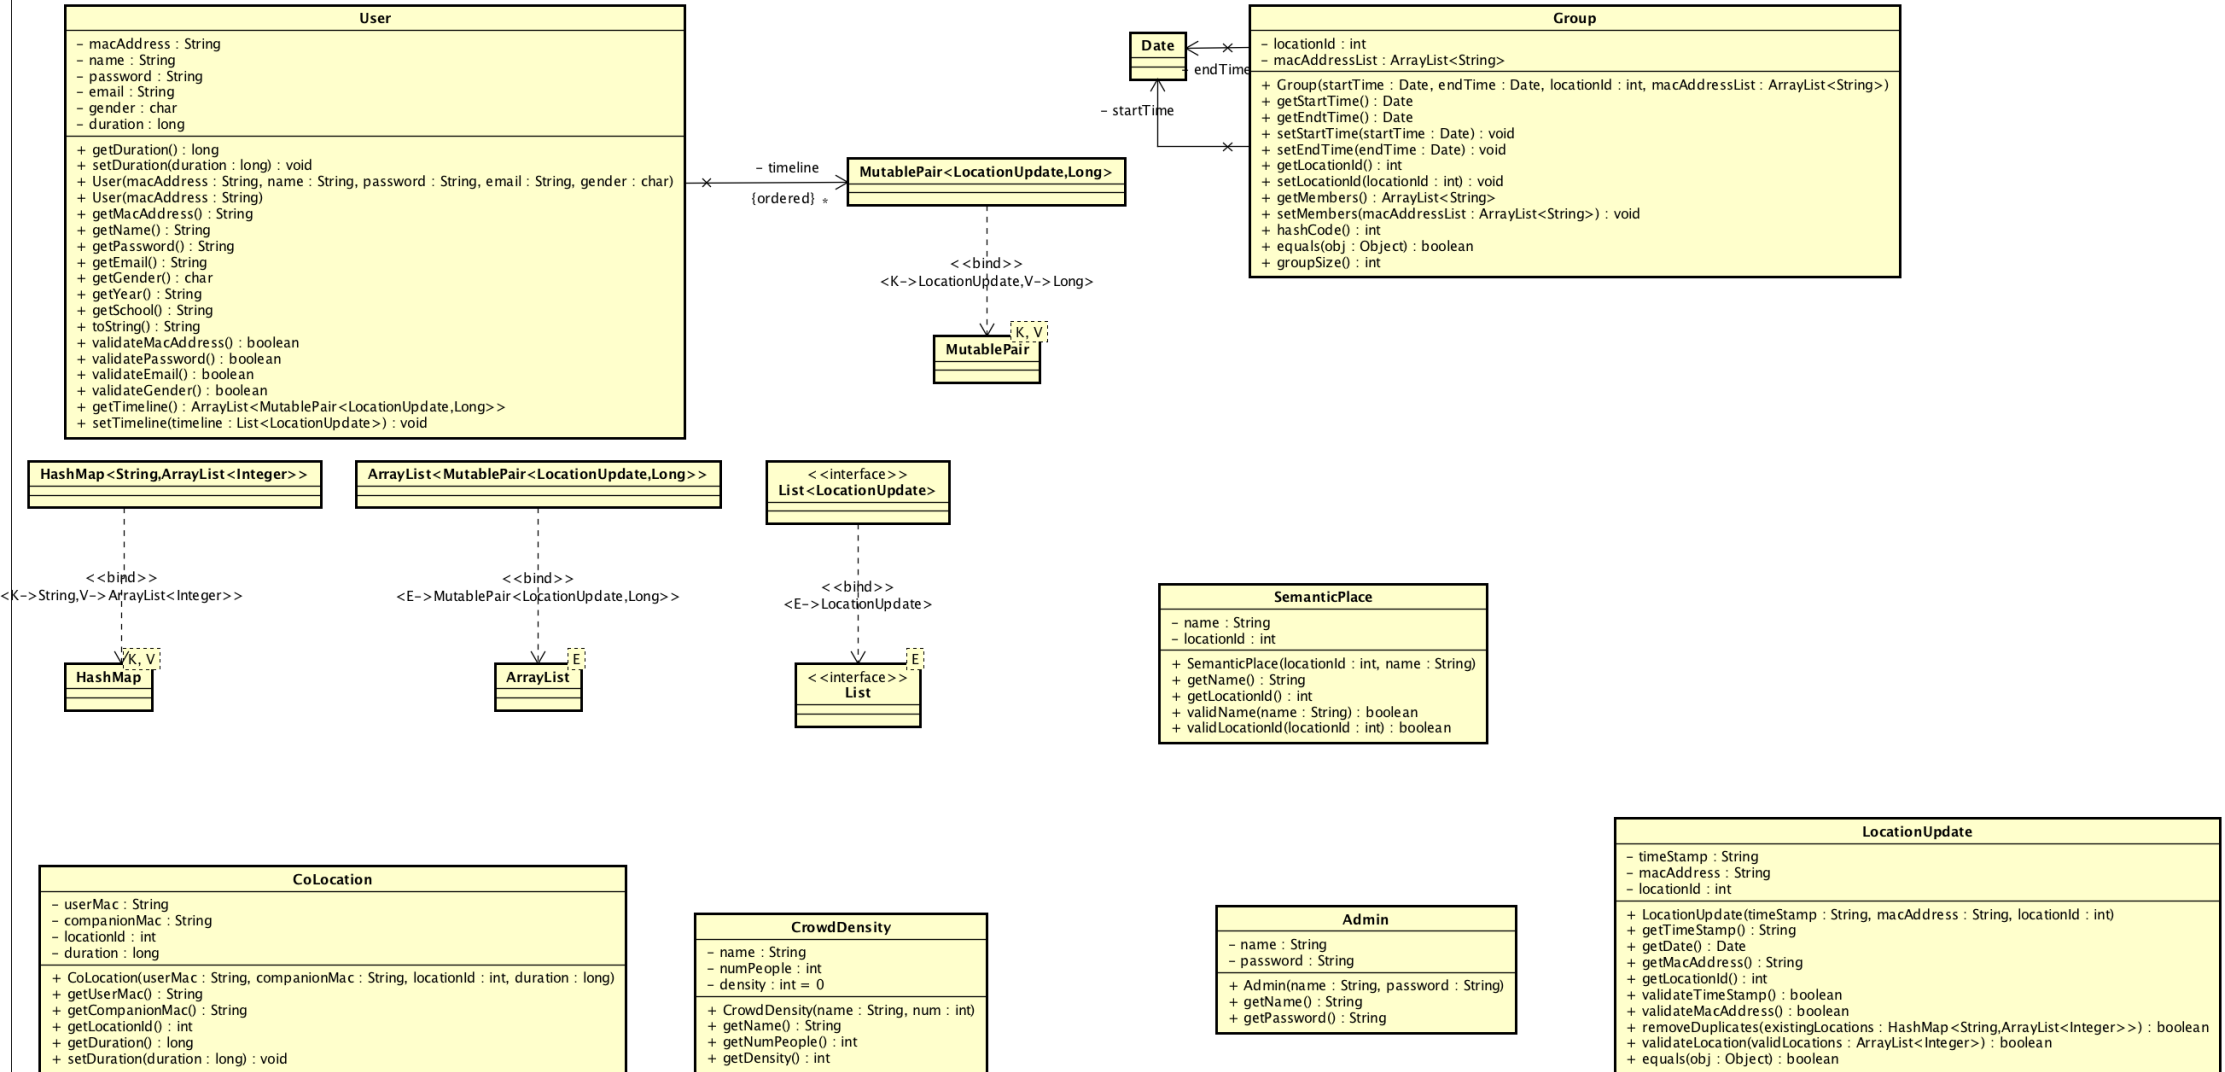 User
- macAddress : String
- name : String
- password : String
- email : String
- gender : char
- duration : long
+ getDuration() : long
+ setDuration(duration : long) : void
+ User(macAddress : String, name : String, password : String, email : String, gender : char)
+ User(macAddress : String)
+ getMacAddress() : String
+ getName() : String
+ getPassword() : String
+ getEmail() : String
+ getGender() : char
+ getYear() : String
+ getSchool() : String
+ toString() : String
+ validateMacAddress() : boolean
+ validatePassword() : boolean
+ validateEmail() : boolean
+ validateGender() : boolean
+ getTimeline() : ArrayList<MutablePair<LocationUpdate,Long>>
+ setTimeline(timeline : List<LocationUpdate>) : void
- timeline
{ordered} *
MutablePair<LocationUpdate,Long>
<<bind>>
<K->LocationUpdate,V->Long>
K, V
MutablePair
Date
- endTime
- startTime
Group
- locationId : int
- macAddressList : ArrayList<String>
+ Group(startTime : Date, endTime : Date, locationId : int, macAddressList : ArrayList<String>)
+ getStartTime() : Date
+ getEndtTime() : Date
+ setStartTime(startTime : Date) : void
+ setEndTime(endTime : Date) : void
+ getLocationId() : int
+ setLocationId(locationId : int) : void
+ getMembers() : ArrayList<String>
+ setMembers(macAddressList : ArrayList<String>) : void
+ hashCode() : int
+ equals(obj : Object) : boolean
+ groupSize() : int
HashMap<String,ArrayList<Integer>>
<<bind>>
<K->String,V->ArrayList<Integer>>
K, V
HashMap
ArrayList<MutablePair<LocationUpdate,Long>>
<<bind>>
<E->MutablePair<LocationUpdate,Long>>
E
ArrayList
<<interface>>
List<LocationUpdate>
<<bind>>
<E->LocationUpdate>
E
<<interface>>
List
SemanticPlace
- name : String
- locationId : int
+ SemanticPlace(locationId : int, name : String)
+ getName() : String
+ getLocationId() : int
+ validName(name : String) : boolean
+ validLocationId(locationId : int) : boolean
CoLocation
- userMac : String
- companionMac : String
- locationId : int
- duration : long
+ CoLocation(userMac : String, companionMac : String, locationId : int, duration : long)
+ getUserMac() : String
+ getCompanionMac() : String
+ getLocationId() : int
+ getDuration() : long
+ setDuration(duration : long) : void
CrowdDensity
- name : String
- numPeople : int
- density : int = 0
+ CrowdDensity(name : String, num : int)
+ getName() : String
+ getNumPeople() : int
+ getDensity() : int
Admin
- name : String
- password : String
+ Admin(name : String, password : String)
+ getName() : String
+ getPassword() : String
LocationUpdate
- timeStamp : String
- macAddress : String
- locationId : int
+ LocationUpdate(timeStamp : String, macAddress : String, locationId : int)
+ getTimeStamp() : String
+ getDate() : Date
+ getMacAddress() : String
+ getLocationId() : int
+ validateTimeStamp() : boolean
+ validateMacAddress() : boolean
+ removeDuplicates(existingLocations : HashMap<String,ArrayList<Integer>>) : boolean
+ validateLocation(validLocations : ArrayList<Integer>) : boolean
+ equals(obj : Object) : boolean